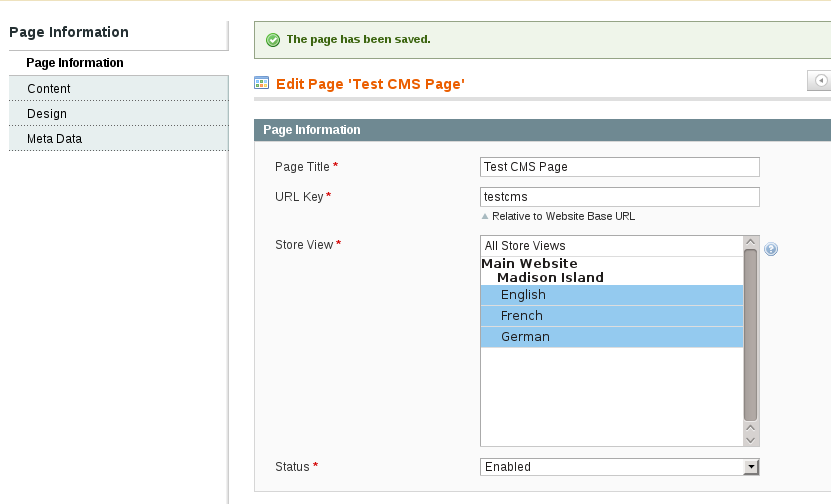 Page Information
Page Information
Content
Design
Meta Data
The page has been saved.
Edit Page 'Test CMS Page'
Page Information
Page Title *
Test CMS Page
URL Key *
testcms
Relative to Website Base URL
Store View *
All Store Views
Main Website
Madison Island
English
French
German
Status *
Enabled